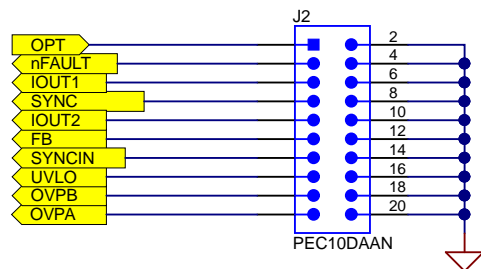 J2
OPT 2
nFAULT 4
IOUT1 6
SYNC 8
IOUT2 10
FB 12
SYNCIN 14
UVLO 16
OVPB 18
OVPA 20
PEC10DAAN